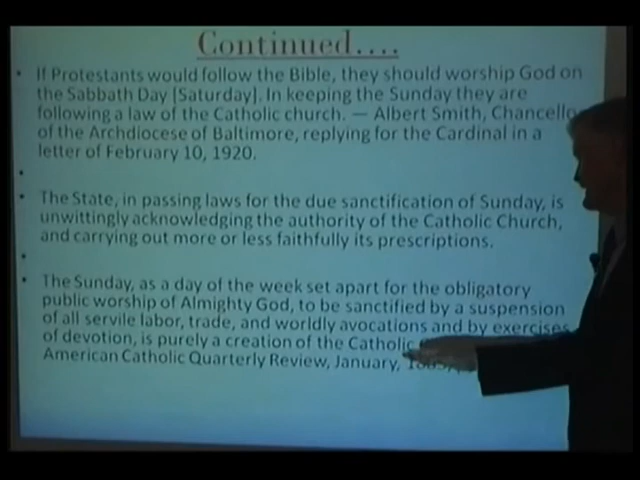 Continued....
• If Protestants would follow the Bible, they should worship God on
the Sabbath Day [Saturday]. In keeping the Sunday they are
following a law of the Catholic church. — Albert Smith, Chancello
of the Archdiocese of Baltimore, replying for the Cardinal in a
letter of February 10, 1920.
•
• The State, in passing laws for the due sanctification of Sunday, is
unwittingly acknowledging the authority of the Catholic Church,
and carrying out more or less faithfully its prescriptions.
•
• The Sunday, as a day of the week set apart for the obligatory
public worship of Almighty God, to be sanctified by a suspension
of all servile labor, trade, and worldly avocations and by exercises
of devotion, is purely a creation of the Catholic
American Catholic Quarterly Review, January,